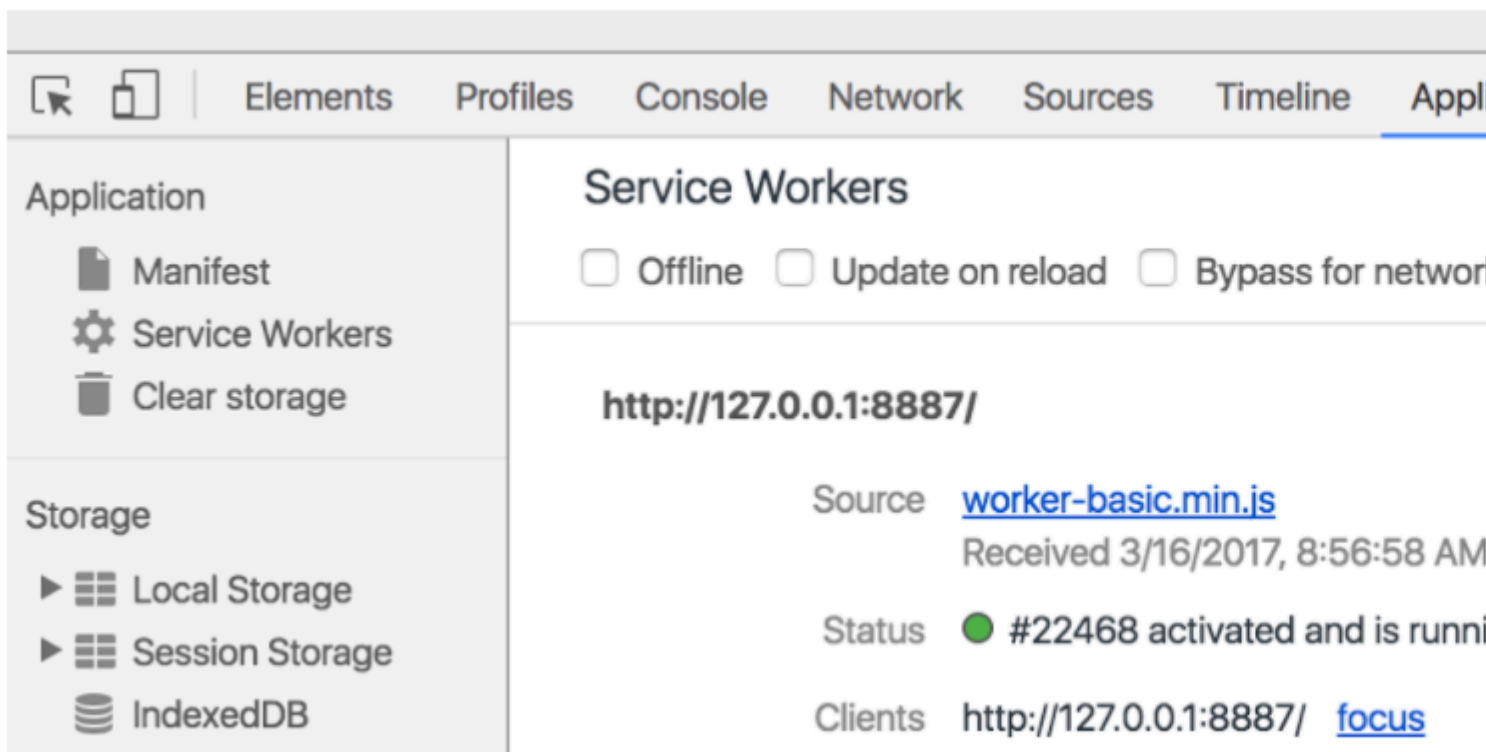 Elements Profiles Console Network Sources Timeline Appli
Application
Manifest
Service Workers
Clear storage
Storage
Local Storage
Session Storage
IndexedDB
Service Workers
Offline Update on reload Bypass for network
http://127.0.0.1:8887/
Source worker-basic.min.js
Received 3/16/2017, 8:56:58 AM
Status #22468 activated and is runni
Clients http://127.0.0.1:8887/ focus